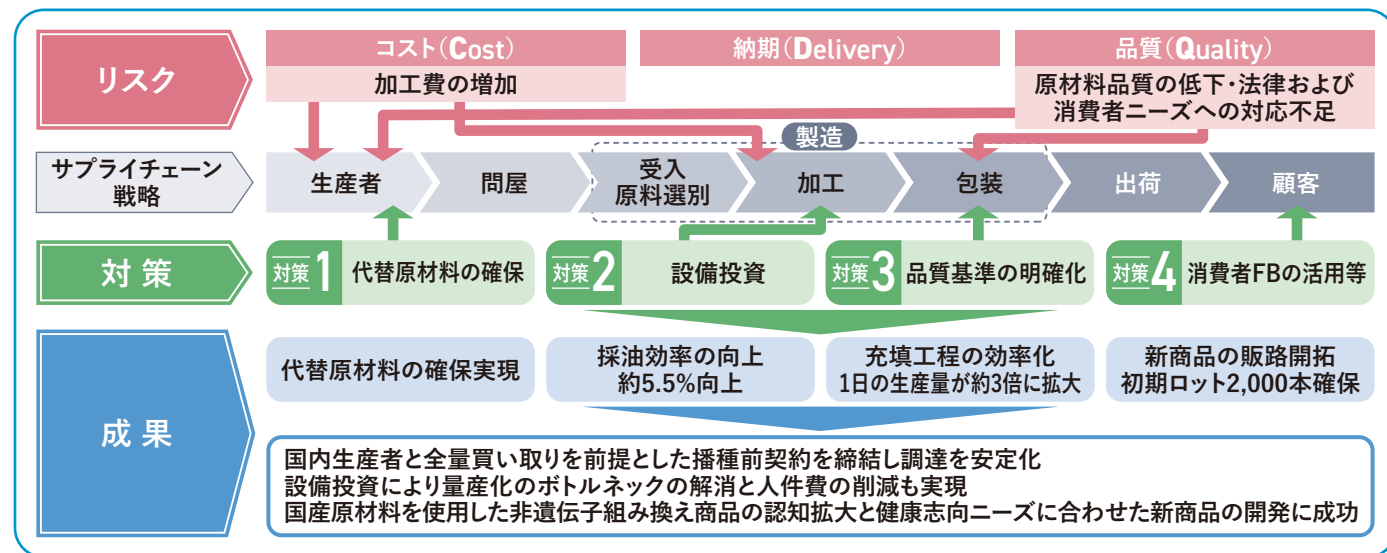 リスク
コスト(Cost)
加工費の増加
納期(Delivery)
品質(Quality)
原材料品質の低下・法律および
消費者ニーズへの対応不足
製造
サプライチェーン
戦略
生産者
問屋
受入
原料選別
加工
包装
出荷
顧客
対策
対策1 代替原材料の確保
対策2 設備投資
対策3 品質基準の明確化
対策4 消費者FBの活用等
成果
代替原材料の確保実現
採油効率の向上
約5.5%向上
充填工程の効率化
1日の生産量が約3倍に拡大
新商品の販路開拓
初期ロット2,000本確保
国内生産者と全量買い取りを前提とした播種前契約を締結し調達を安定化
設備投資により量産化のボトルネックの解消と人件費の削減も実現
国産原材料を使用した非遺伝子組み換え商品の認知拡大と健康志向ニーズに合わせた新商品の開発に成功